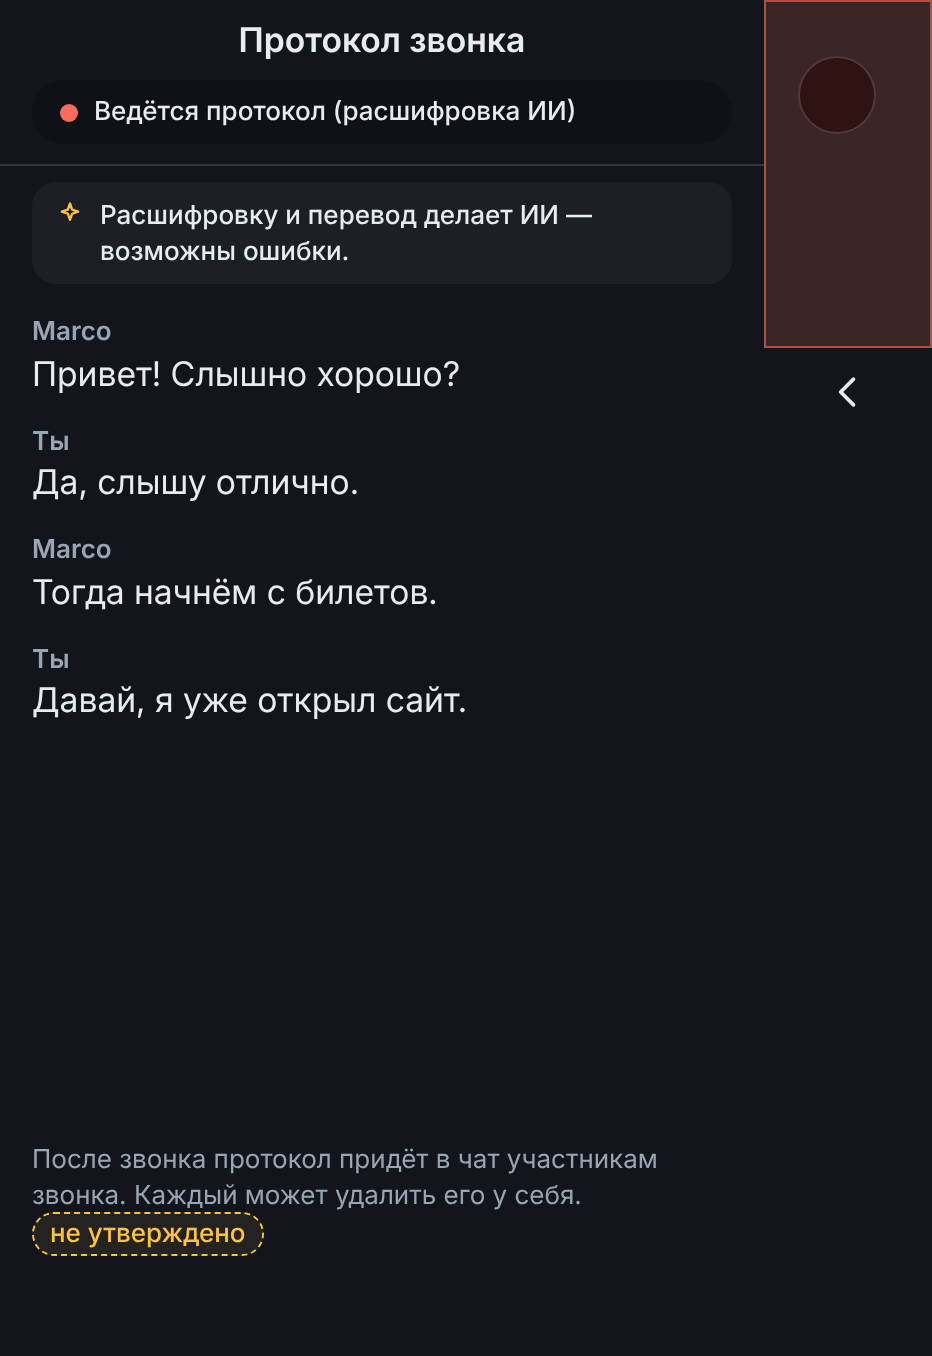 Протокол звонка
Ведётся протокол (расшифровка ИИ)
Расшифровку и перевод делает ИИ —
возможны ошибки.
Marco
Привет! Слышно хорошо?
Ты
Да, слышу отлично.
Marco
Тогда начнём с билетов.
Ты
Давай, я уже открыл сайт.
После звонка протокол придёт в чат участникам
звонка. Каждый может удалить его у себя.
не утверждено